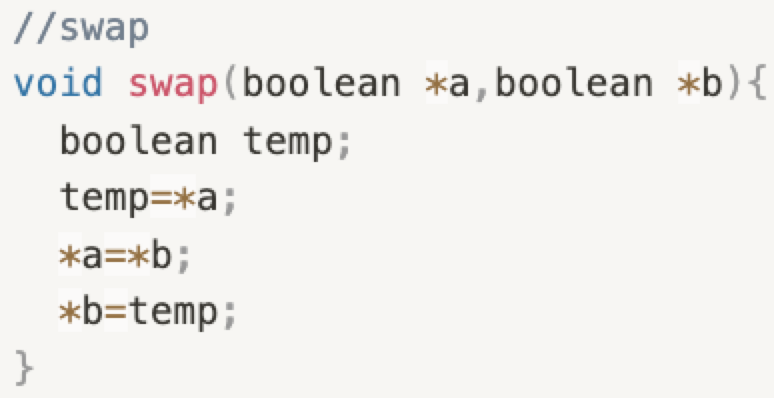 //swap
void swap(boolean *a,boolean *b){
  boolean temp;
  temp=*a;
  *a=*b;
  *b=temp;
}